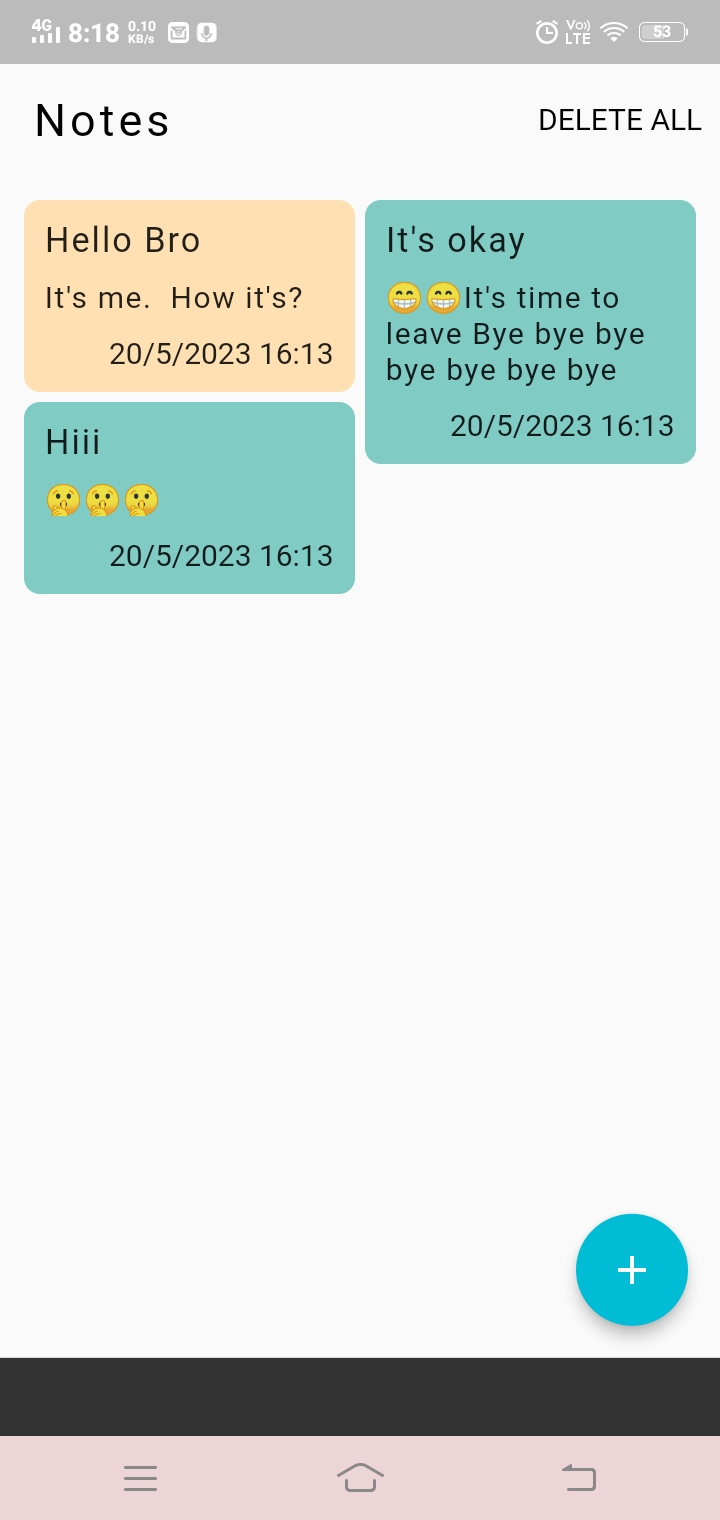 4G 8:18 0.10 KB/s VoLTE 53
Notes
DELETE ALL
Hello Bro
It's me.  How it's?
20/5/2023 16:13
It's okay
😁😁It's time to
leave Bye bye bye
bye bye bye bye
20/5/2023 16:13
Hiii
🤫🤫🤫
20/5/2023 16:13
+